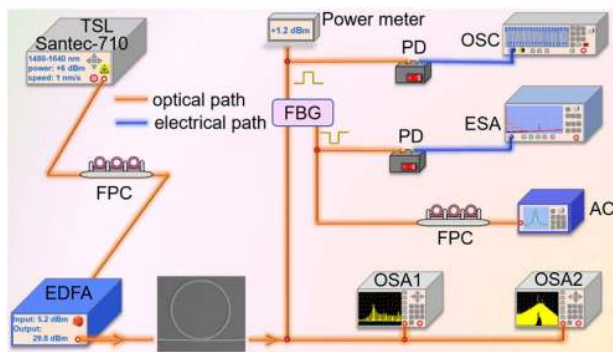 TSL
Santec-710
1480-1640 nm
power: +6 dBm
speed: 1 nm/s
Power meter
+1.2 dBm
optical path
electrical path
FBG
PD
OSC
PD
ESA
FPC
FPC
AC
EDFA
Input: 5.2 dBm
Output:
29.8 dBm
OSA1
OSA2